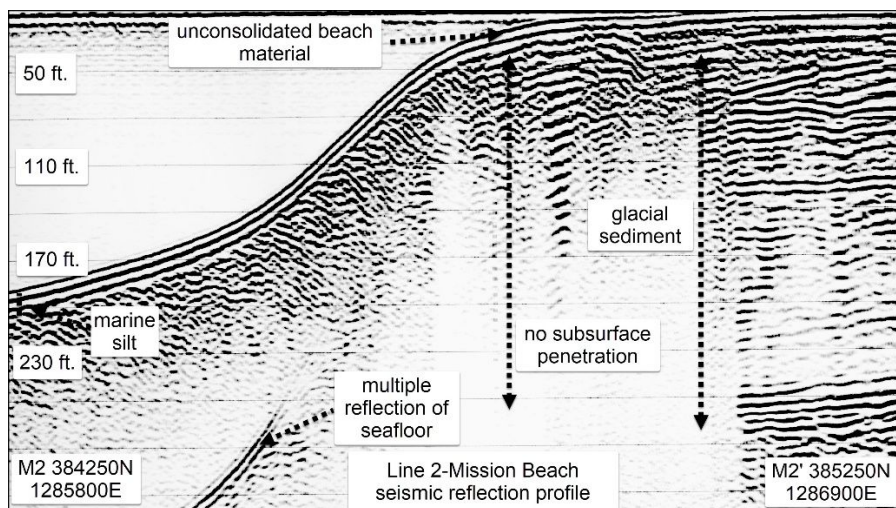 unconsolidated beach
material
50 ft.
110 ft.
glacial
sediment
170 ft.
marine
silt
no subsurface
penetration
230 ft.
multiple
reflection of
seafloor
M2 384250N
1285800E
Line 2-Mission Beach
seismic reflection profile
M2' 385250N
1286900E